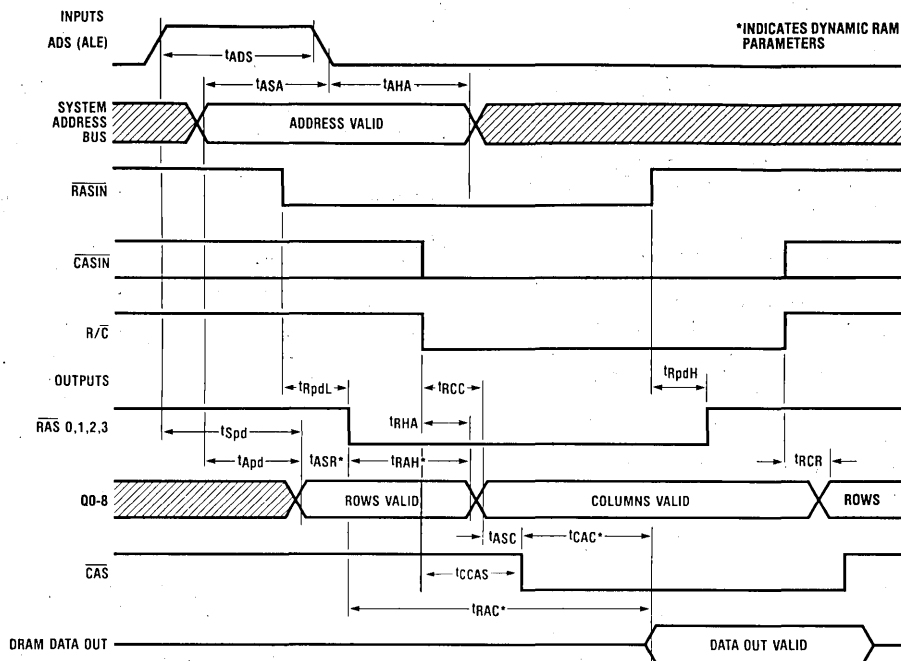 INPUTS
*INDICATES DYNAMIC RAM
PARAMETERS
ADS (ALE)
tADS
tASA
tAHA
SYSTEM
ADDRESS
BUS
ADDRESS VALID
RASIN
CASIN
R/C
OUTPUTS
tRpdL
tRCC
tRpdH
RAS 0,1,2,3
tRHA
tSpd
tApd
tASR*
tRAH*
tRCR
Q0-8
ROWS VALID
COLUMNS VALID
ROWS
tASC
tCAC*
CAS
tCCAS
tRAC*
DRAM DATA OUT
DATA OUT VALID